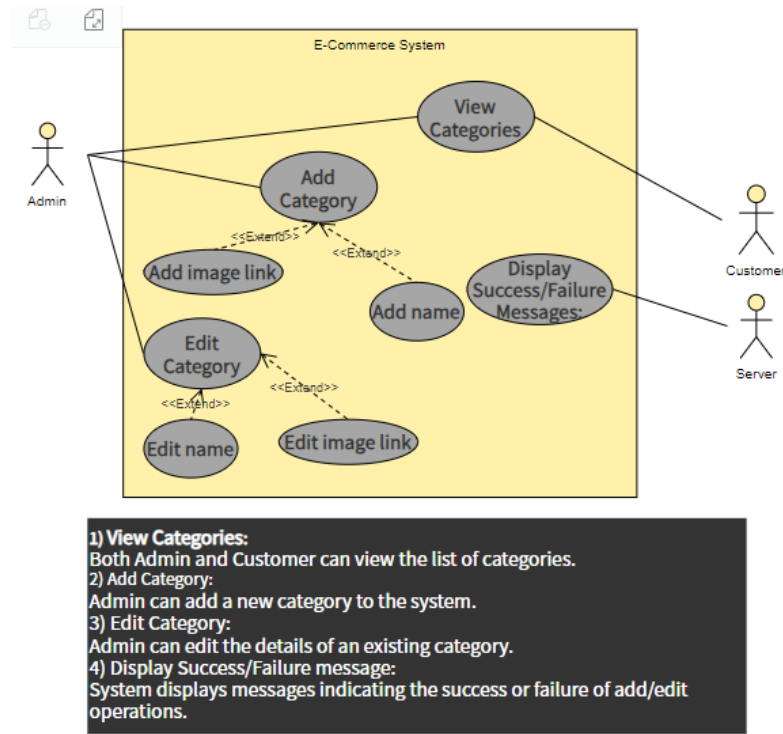 E-Commerce System
View
Categories
Admin
Add
Category
<<Extend>>
<<Extend>>
Customer
Add image link
Display
Success/Failure
Messages:
Add name
Edit
Category
Server
<<Extend>>
<<Extend>>
Edit name
Edit image link
1) View Categories:
Both Admin and Customer can view the list of categories.
2) Add Category:
Admin can add a new category to the system.
3) Edit Category:
Admin can edit the details of an existing category.
4) Display Success/Failure message:
System displays messages indicating the success or failure of add/edit
operations.